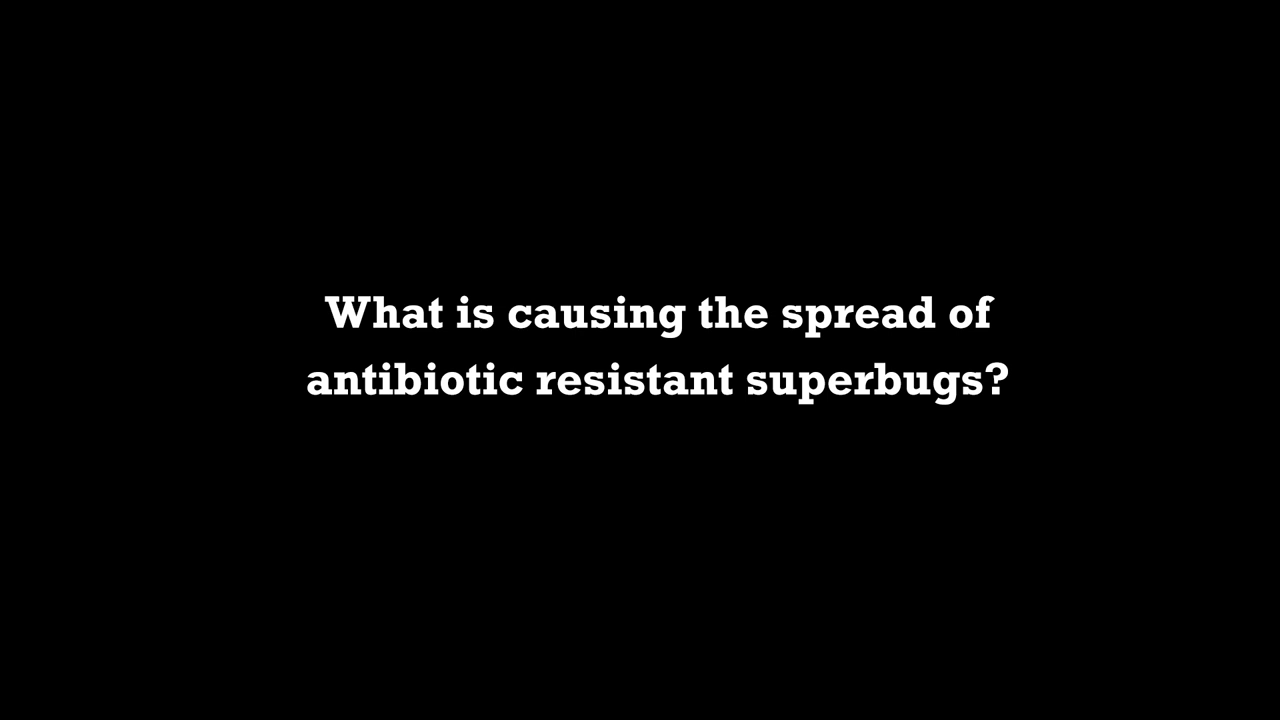 What is causing the spread of
antibiotic resistant superbugs?